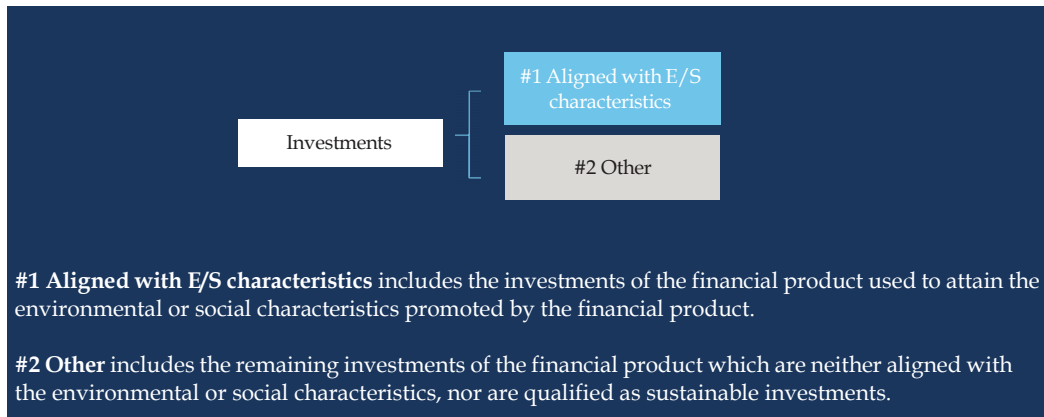 #1 Aligned with E/S
characteristics
Investments
#2 Other
#1 Aligned with E/S characteristics includes the investments of the financial product used to attain the
environmental or social characteristics promoted by the financial product.
#2 Other includes the remaining investments of the financial product which are neither aligned with
the environmental or social characteristics, nor are qualified as sustainable investments.